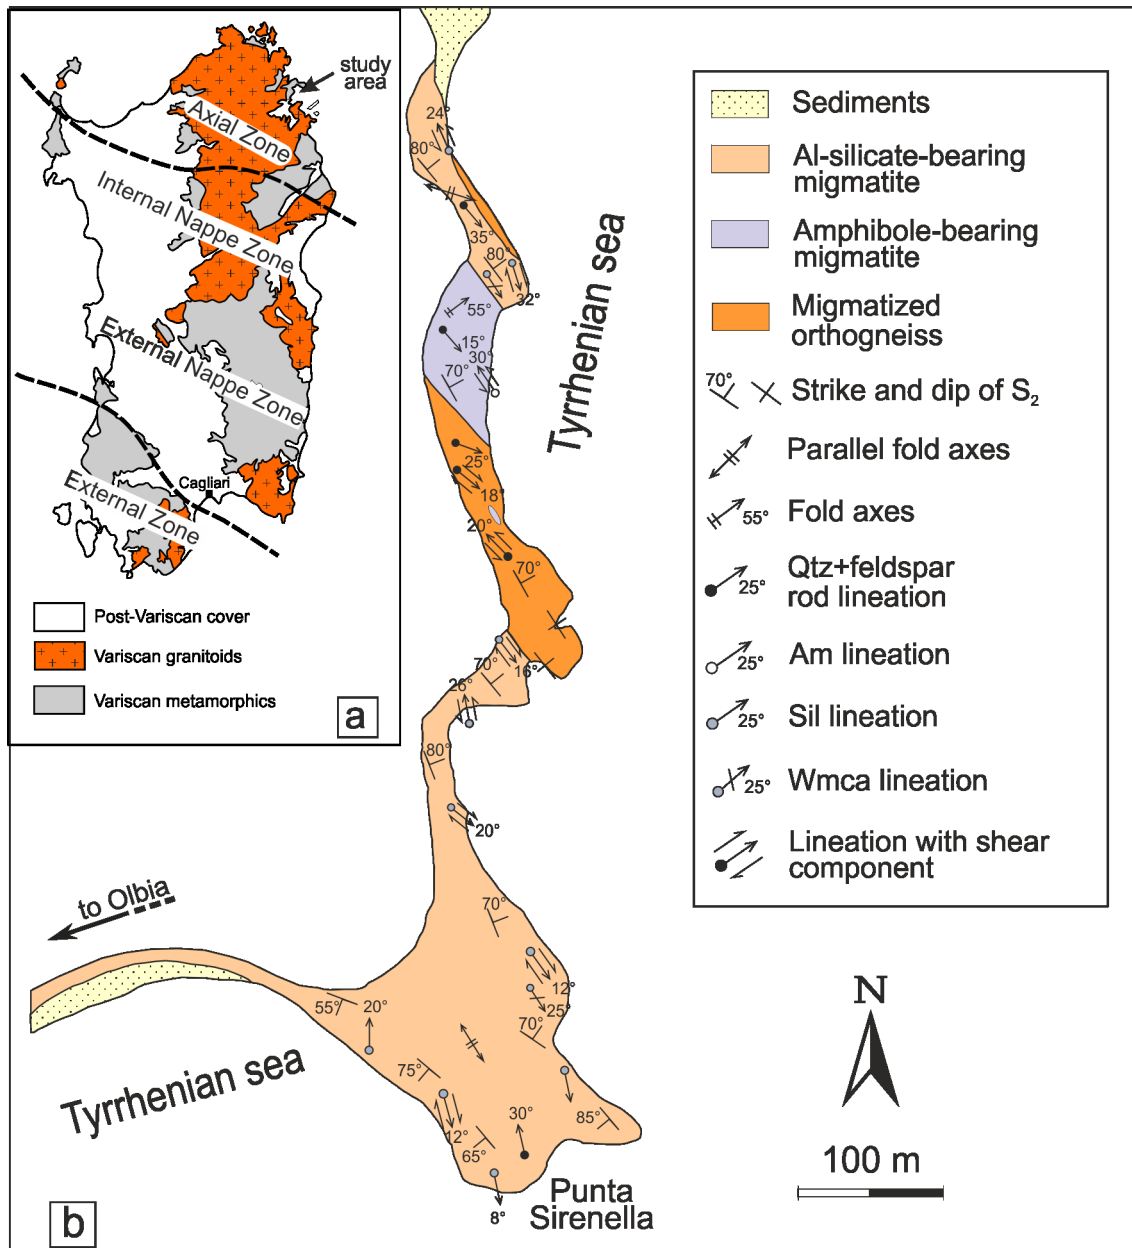 study
area
Axial Zone
Internal Nappe Zone
External Nappe Zone
Cagliari
External Zone
Post-Variscan cover
Variscan granitoids
Variscan metamorphics
a
Sediments
Al-silicate-bearing
migmatite
Amphibole-bearing
migmatite
Migmatized
orthogneiss
70° Strike and dip of S₂
Parallel fold axes
55° Fold axes
25° Qtz+feldspar
rod lineation
25° Am lineation
25° Sil lineation
25° Wmca lineation
Lineation with shear
component
24°
80°
35°
80°
32°
55°
15°
30°
70°
25°
18°
20°
70°
70°
16°
26°
80°
20°
70°
12°
25°
70°
55°
20°
75°
12°
65°
30°
85°
8°
Tyrrhenian sea
to Olbia
Tyrrhenian sea
Punta
Sirenella
N
100 m
b